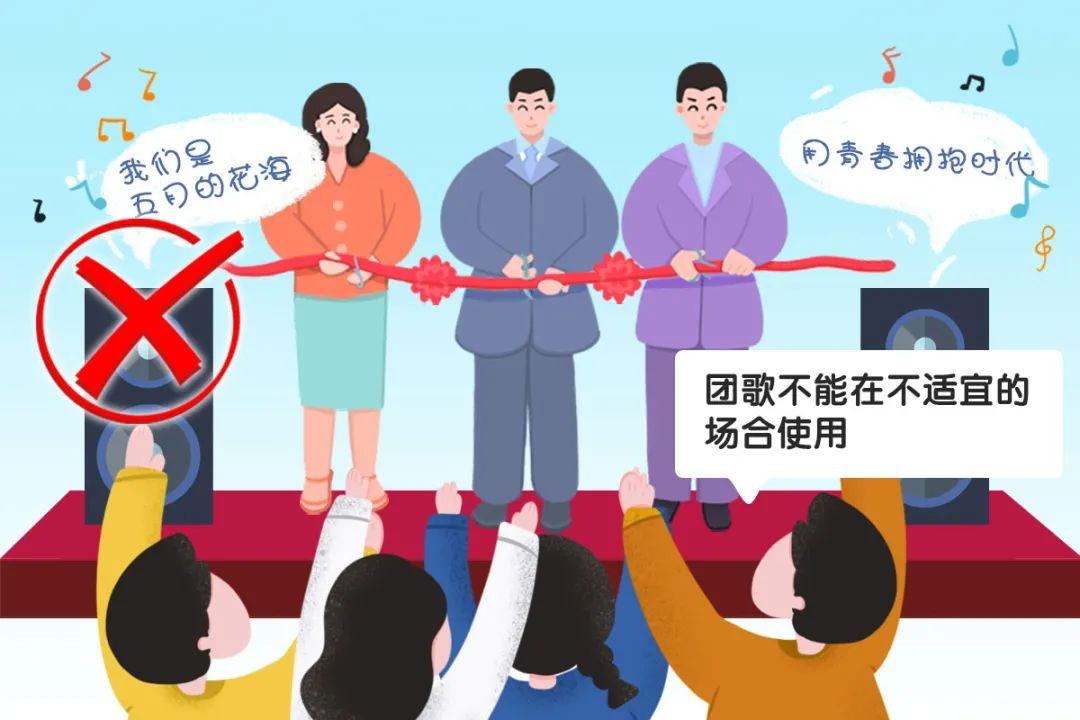 我们是
五月的花海
用青春拥抱时代
团歌不能在不适宜的
场合使用